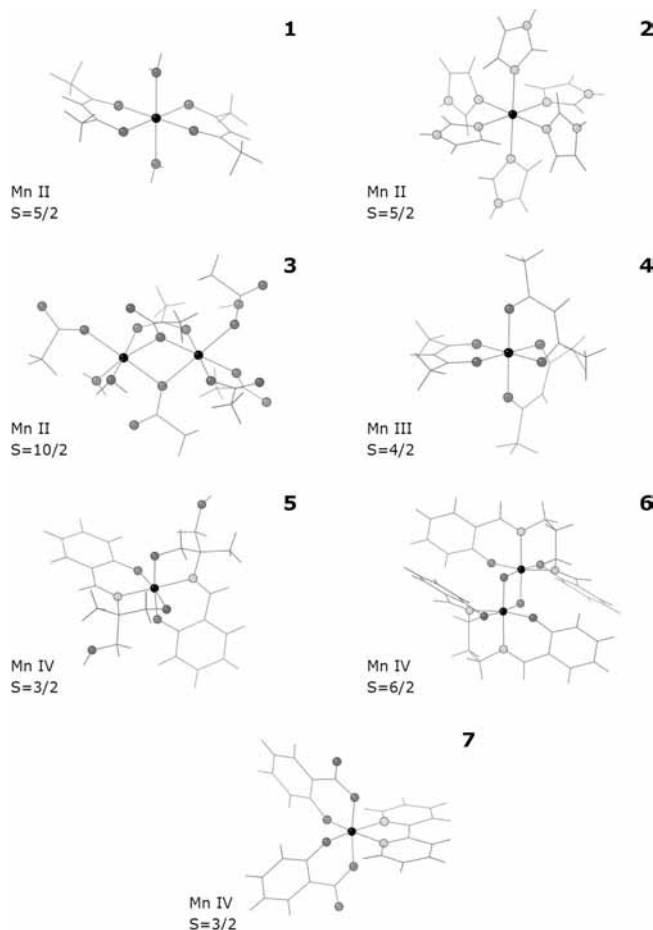 1
Mn II
S=5/2
2
Mn II
S=5/2
3
Mn II
S=10/2
4
Mn III
S=4/2
5
Mn IV
S=3/2
6
Mn IV
S=6/2
7
Mn IV
S=3/2